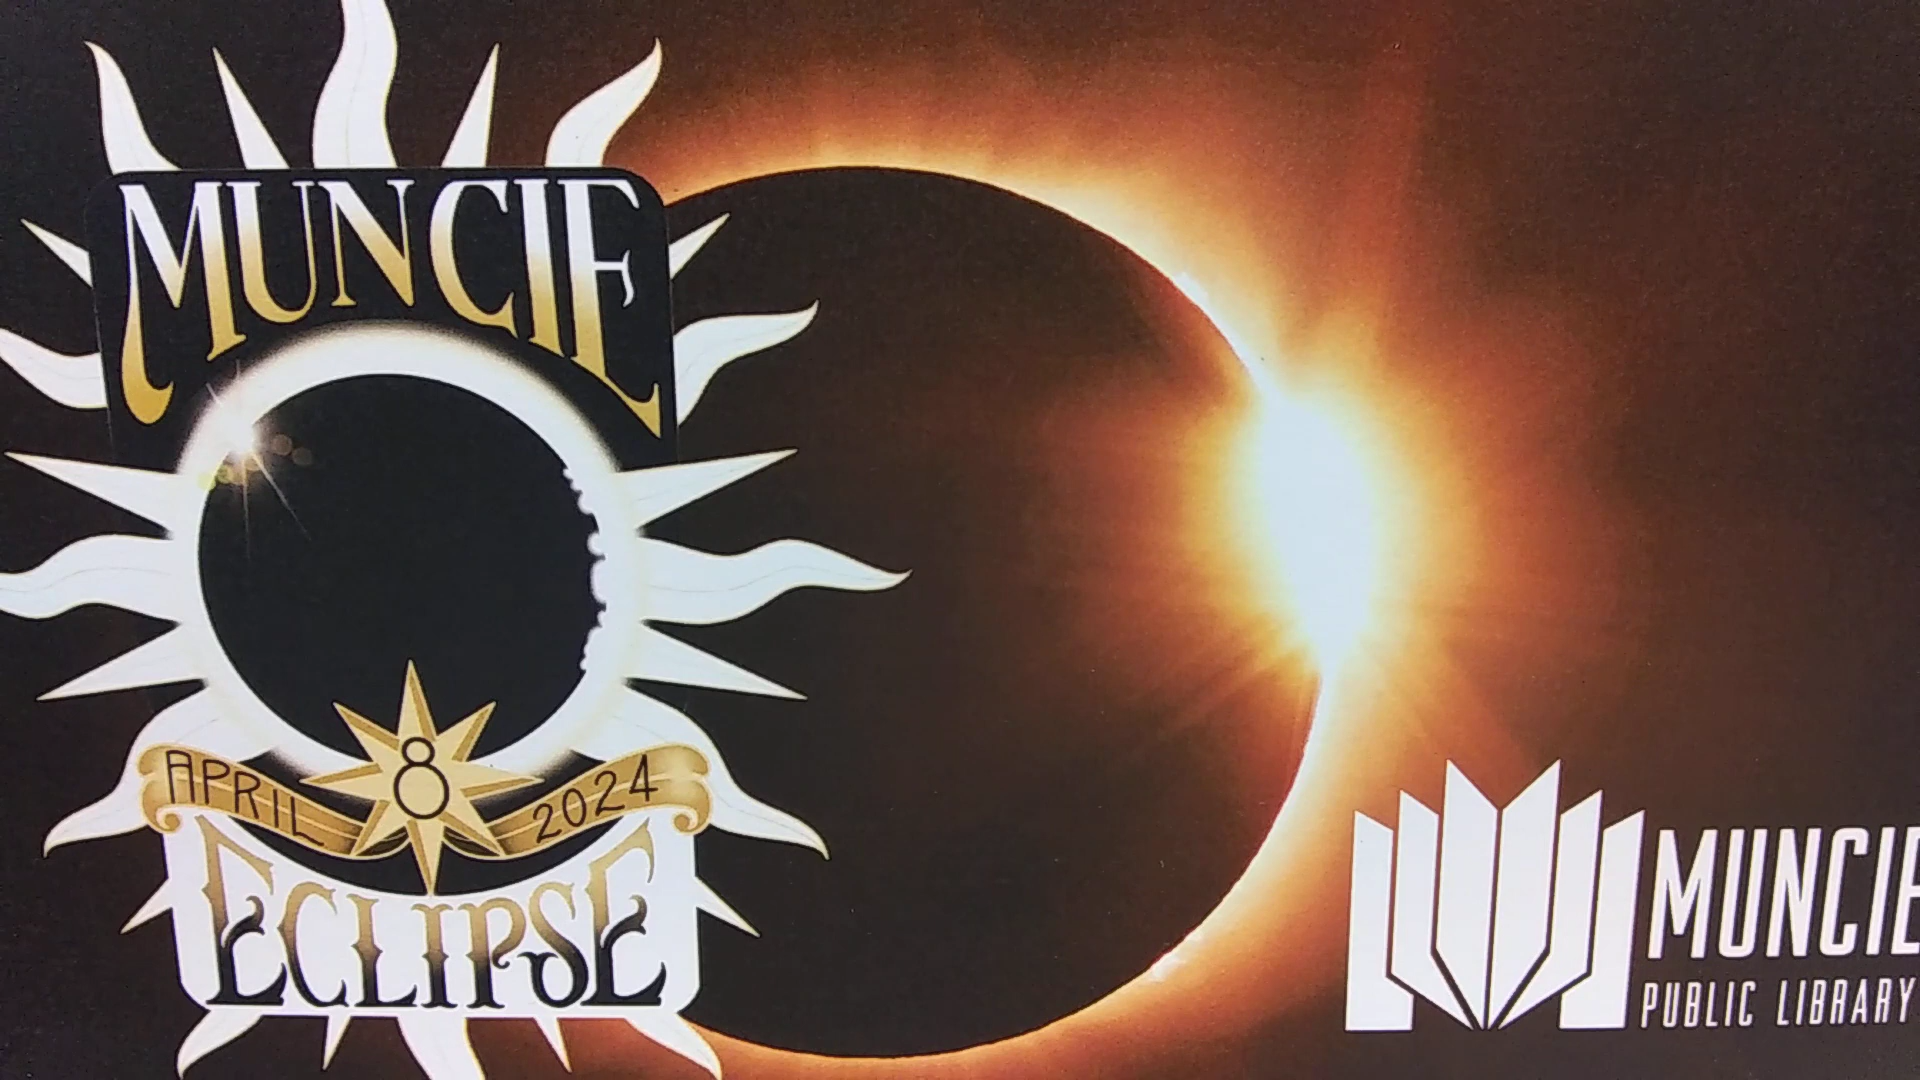 MUNCIE
APRIL 8 2024
ECLIPSE
MUNCIE
PUBLIC LIBRARY